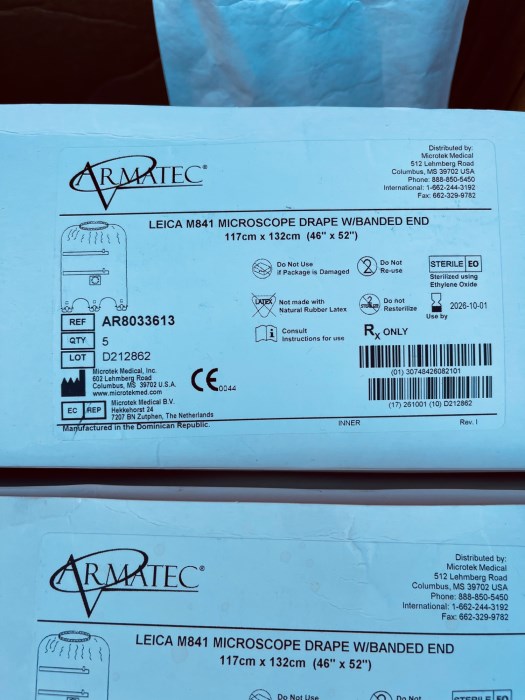 ARMATEC®
Distributed by:
Microtek Medical
512 Lehmberg Road
Columbus, MS 39702 USA
Phone: 888-850-5450
International: 1-662-244-3192
Fax: 662-329-9782
LEICA M841 MICROSCOPE DRAPE W/BANDED END
117cm x 132cm (46" x 52")
Do Not Use
if Package is Damaged
2
Do Not
Re-use
STERILE EO
Sterilized using
Ethylene Oxide
LATEX
Not made with
Natural Rubber Latex
2
Do not
Resterilize
2026-10-01
Use by
i
Consult
Instructions for use
Rx ONLY
REF AR8033613
QTY 5
LOT D212862
(01) 30748426082101
(17) 261001 (10) D212862
Microtek Medical, Inc.
602 Lehmberg Road
Columbus, MS 39702 U.S.A.
www.microtekmed.com
CE 0044
EC REP
Microtek Medical B.V.
Hekkehorst 24
7207 BN Zutphen, The Netherlands
Manufactured in the Dominican Republic.
INNER
Rev. I
ARMATEC®
Distributed by:
Microtek Medical
512 Lehmberg Road
Columbus, MS 39702 USA
Phone: 888-850-5450
International: 1-662-244-3192
Fax: 662-329-9782
LEICA M841 MICROSCOPE DRAPE W/BANDED END
117cm x 132cm (46" x 52")
Do Not Use
Do Not
STERILE EO